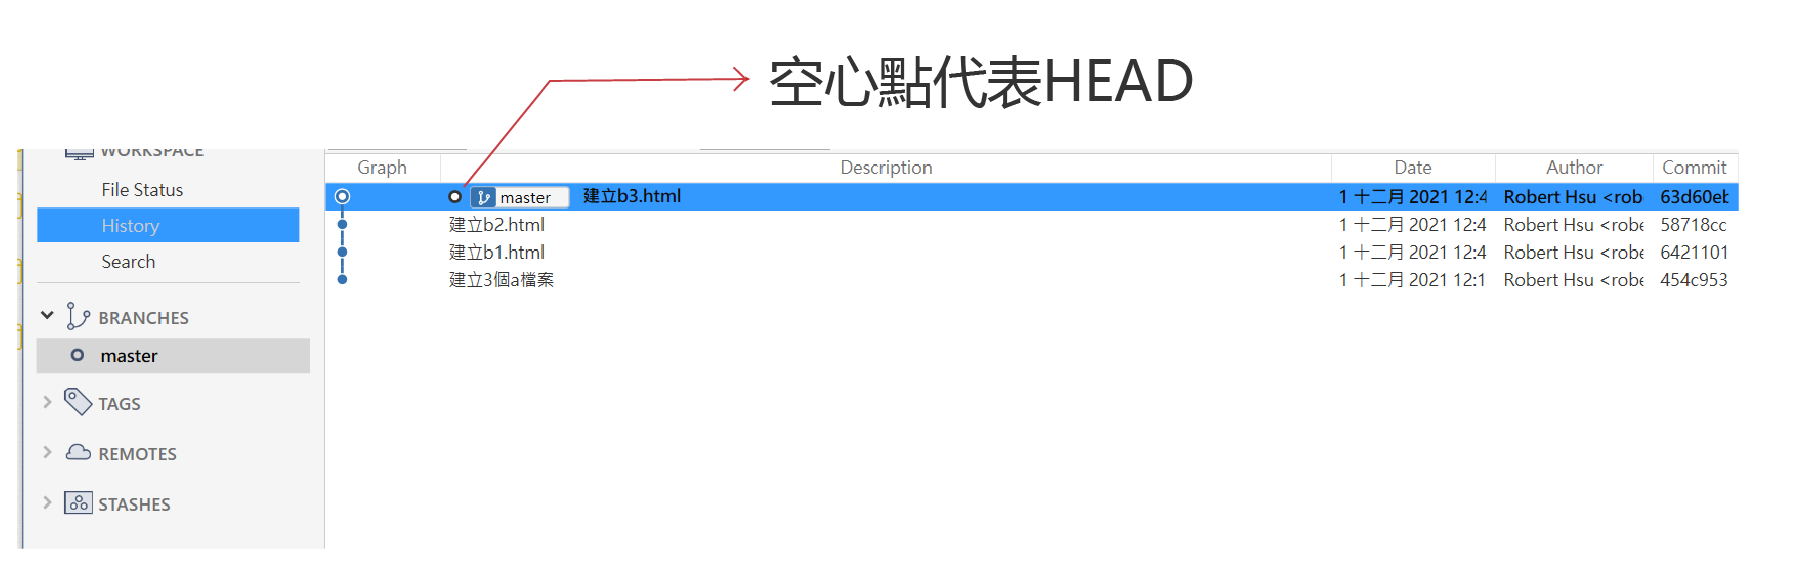 空心點代表HEAD
WORKSPACE
File Status
History
Search
BRANCHES
master
TAGS
REMOTES
STASHES
Graph Description Date Author Commit
master 建立b3.html 1 十二月 2021 12:4 Robert Hsu <rob 63d60eb
建立b2.html 1 十二月 2021 12:4 Robert Hsu <robe 58718cc
建立b1.html 1 十二月 2021 12:4 Robert Hsu <robe 6421101
建立3個a檔案 1 十二月 2021 12:1 Robert Hsu <robe 454c953